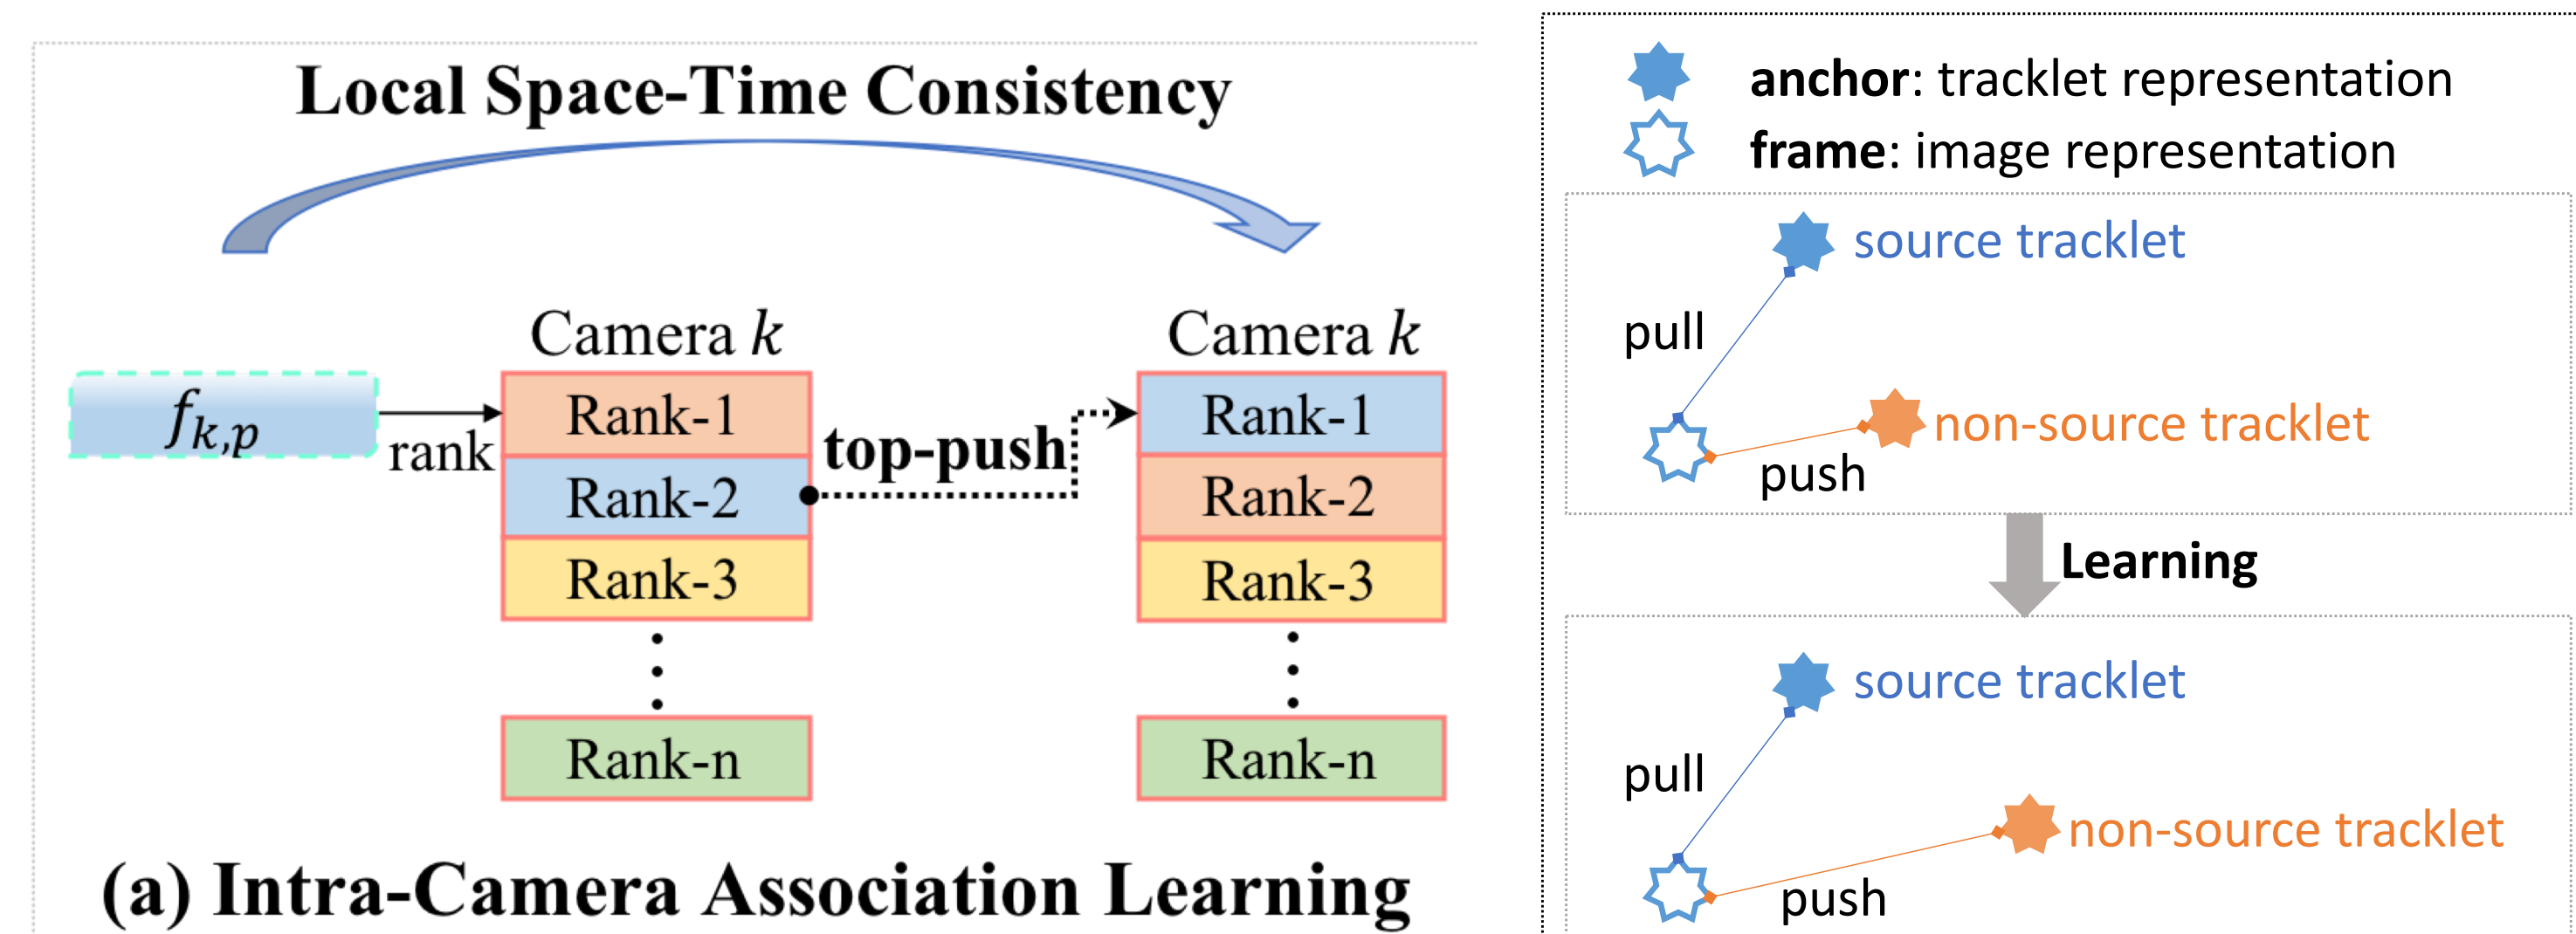 Local Space-Time Consistency
Camera k
Camera k
f_{k,p}
rank
Rank-1
Rank-2
Rank-3
Rank-n
top-push
Rank-1
Rank-2
Rank-3
Rank-n
(a) Intra-Camera Association Learning
anchor: tracklet representation
frame: image representation
source tracklet
pull
non-source tracklet
push
Learning
source tracklet
pull
non-source tracklet
push